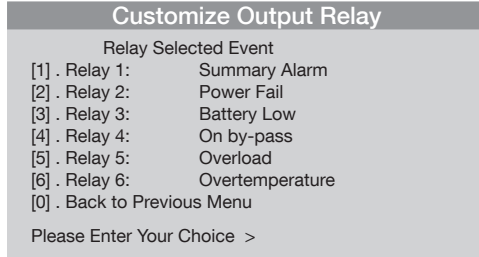 Customize Output Relay
Relay Selected Event
[1] . Relay 1: Summary Alarm
[2] . Relay 2: Power Fail
[3] . Relay 3: Battery Low
[4] . Relay 4: On by-pass
[5] . Relay 5: Overload
[6] . Relay 6: Overtemperature
[0] . Back to Previous Menu
Please Enter Your Choice >